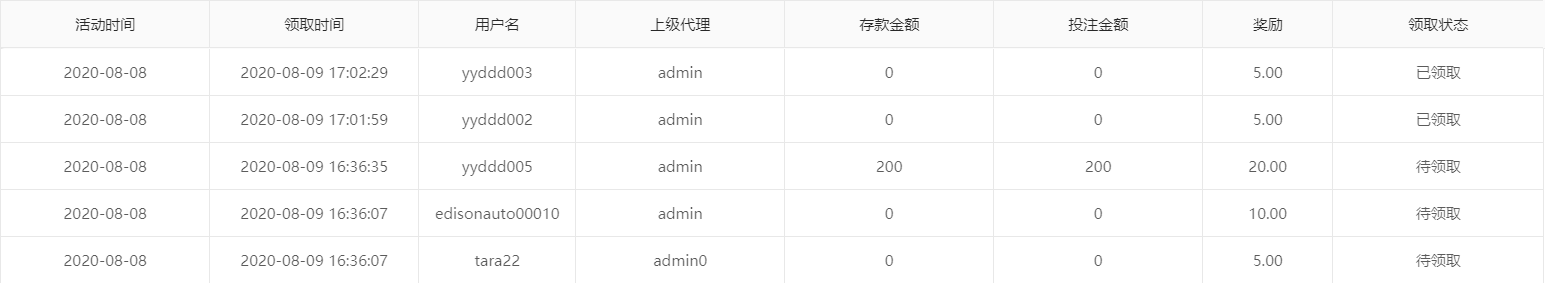 活动时间 领取时间 用户名 上级代理 存款金额 投注金额 奖励 领取状态
2020-08-08 2020-08-09 17:02:29 yyddd003 admin 0 0 5.00 已领取
2020-08-08 2020-08-09 17:01:59 yyddd002 admin 0 0 5.00 已领取
2020-08-08 2020-08-09 16:36:35 yyddd005 admin 200 200 20.00 待领取
2020-08-08 2020-08-09 16:36:07 edisonauto00010 admin 0 0 10.00 待领取
2020-08-08 2020-08-09 16:36:07 tara22 admin0 0 0 5.00 待领取